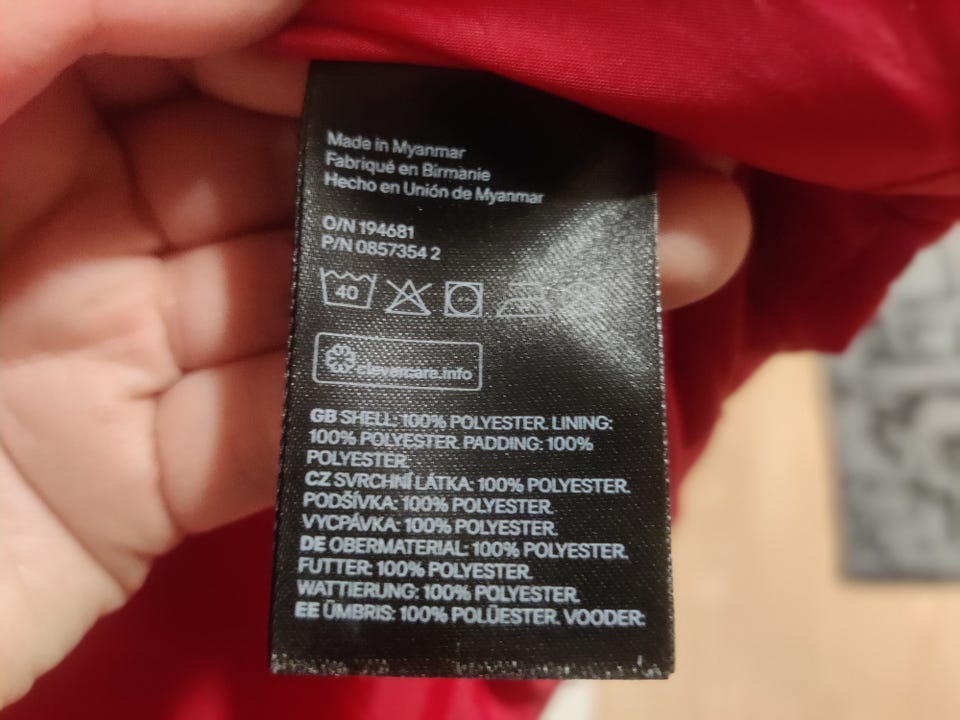 Made in Myanmar
Fabriqué en Birmanie
Hecho en Unión de Myanmar
O/N 194681
P/N 0857354 2
40
clevercare.info
GB SHELL: 100% POLYESTER. LINING:
100% POLYESTER. PADDING: 100%
POLYESTER.
CZ SVRCHNÍ LÁTKA: 100% POLYESTER.
PODŠÍVKA: 100% POLYESTER.
VYCPÁVKA: 100% POLYESTER.
DE OBERMATERIAL: 100% POLYESTER.
FUTTER: 100% POLYESTER.
WATTIERUNG: 100% POLYESTER.
EE ÜMBRIS: 100% POLÜESTER. VOODER: